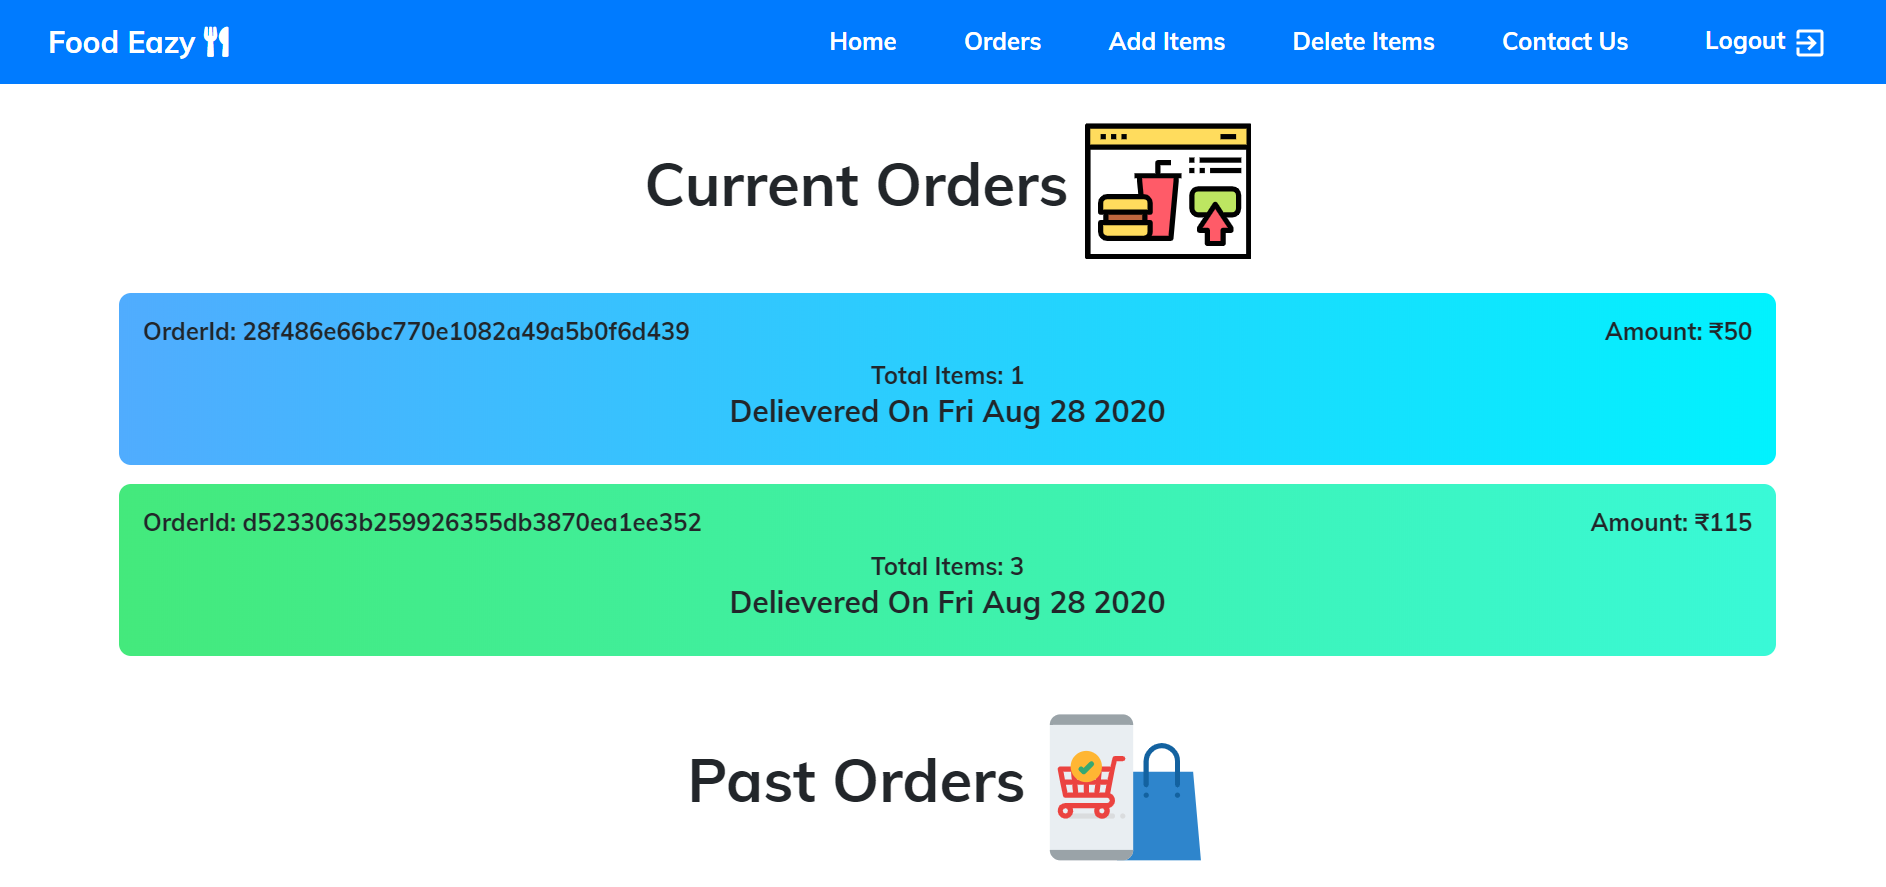 Food Eazy
Home Orders Add Items Delete Items Contact Us Logout
Current Orders
OrderId: 28f486e66bc770e1082a49a5b0f6d439 Amount: ₹50
Total Items: 1
Delievered On Fri Aug 28 2020
OrderId: d5233063b259926355db3870ea1ee352 Amount: ₹115
Total Items: 3
Delievered On Fri Aug 28 2020
Past Orders